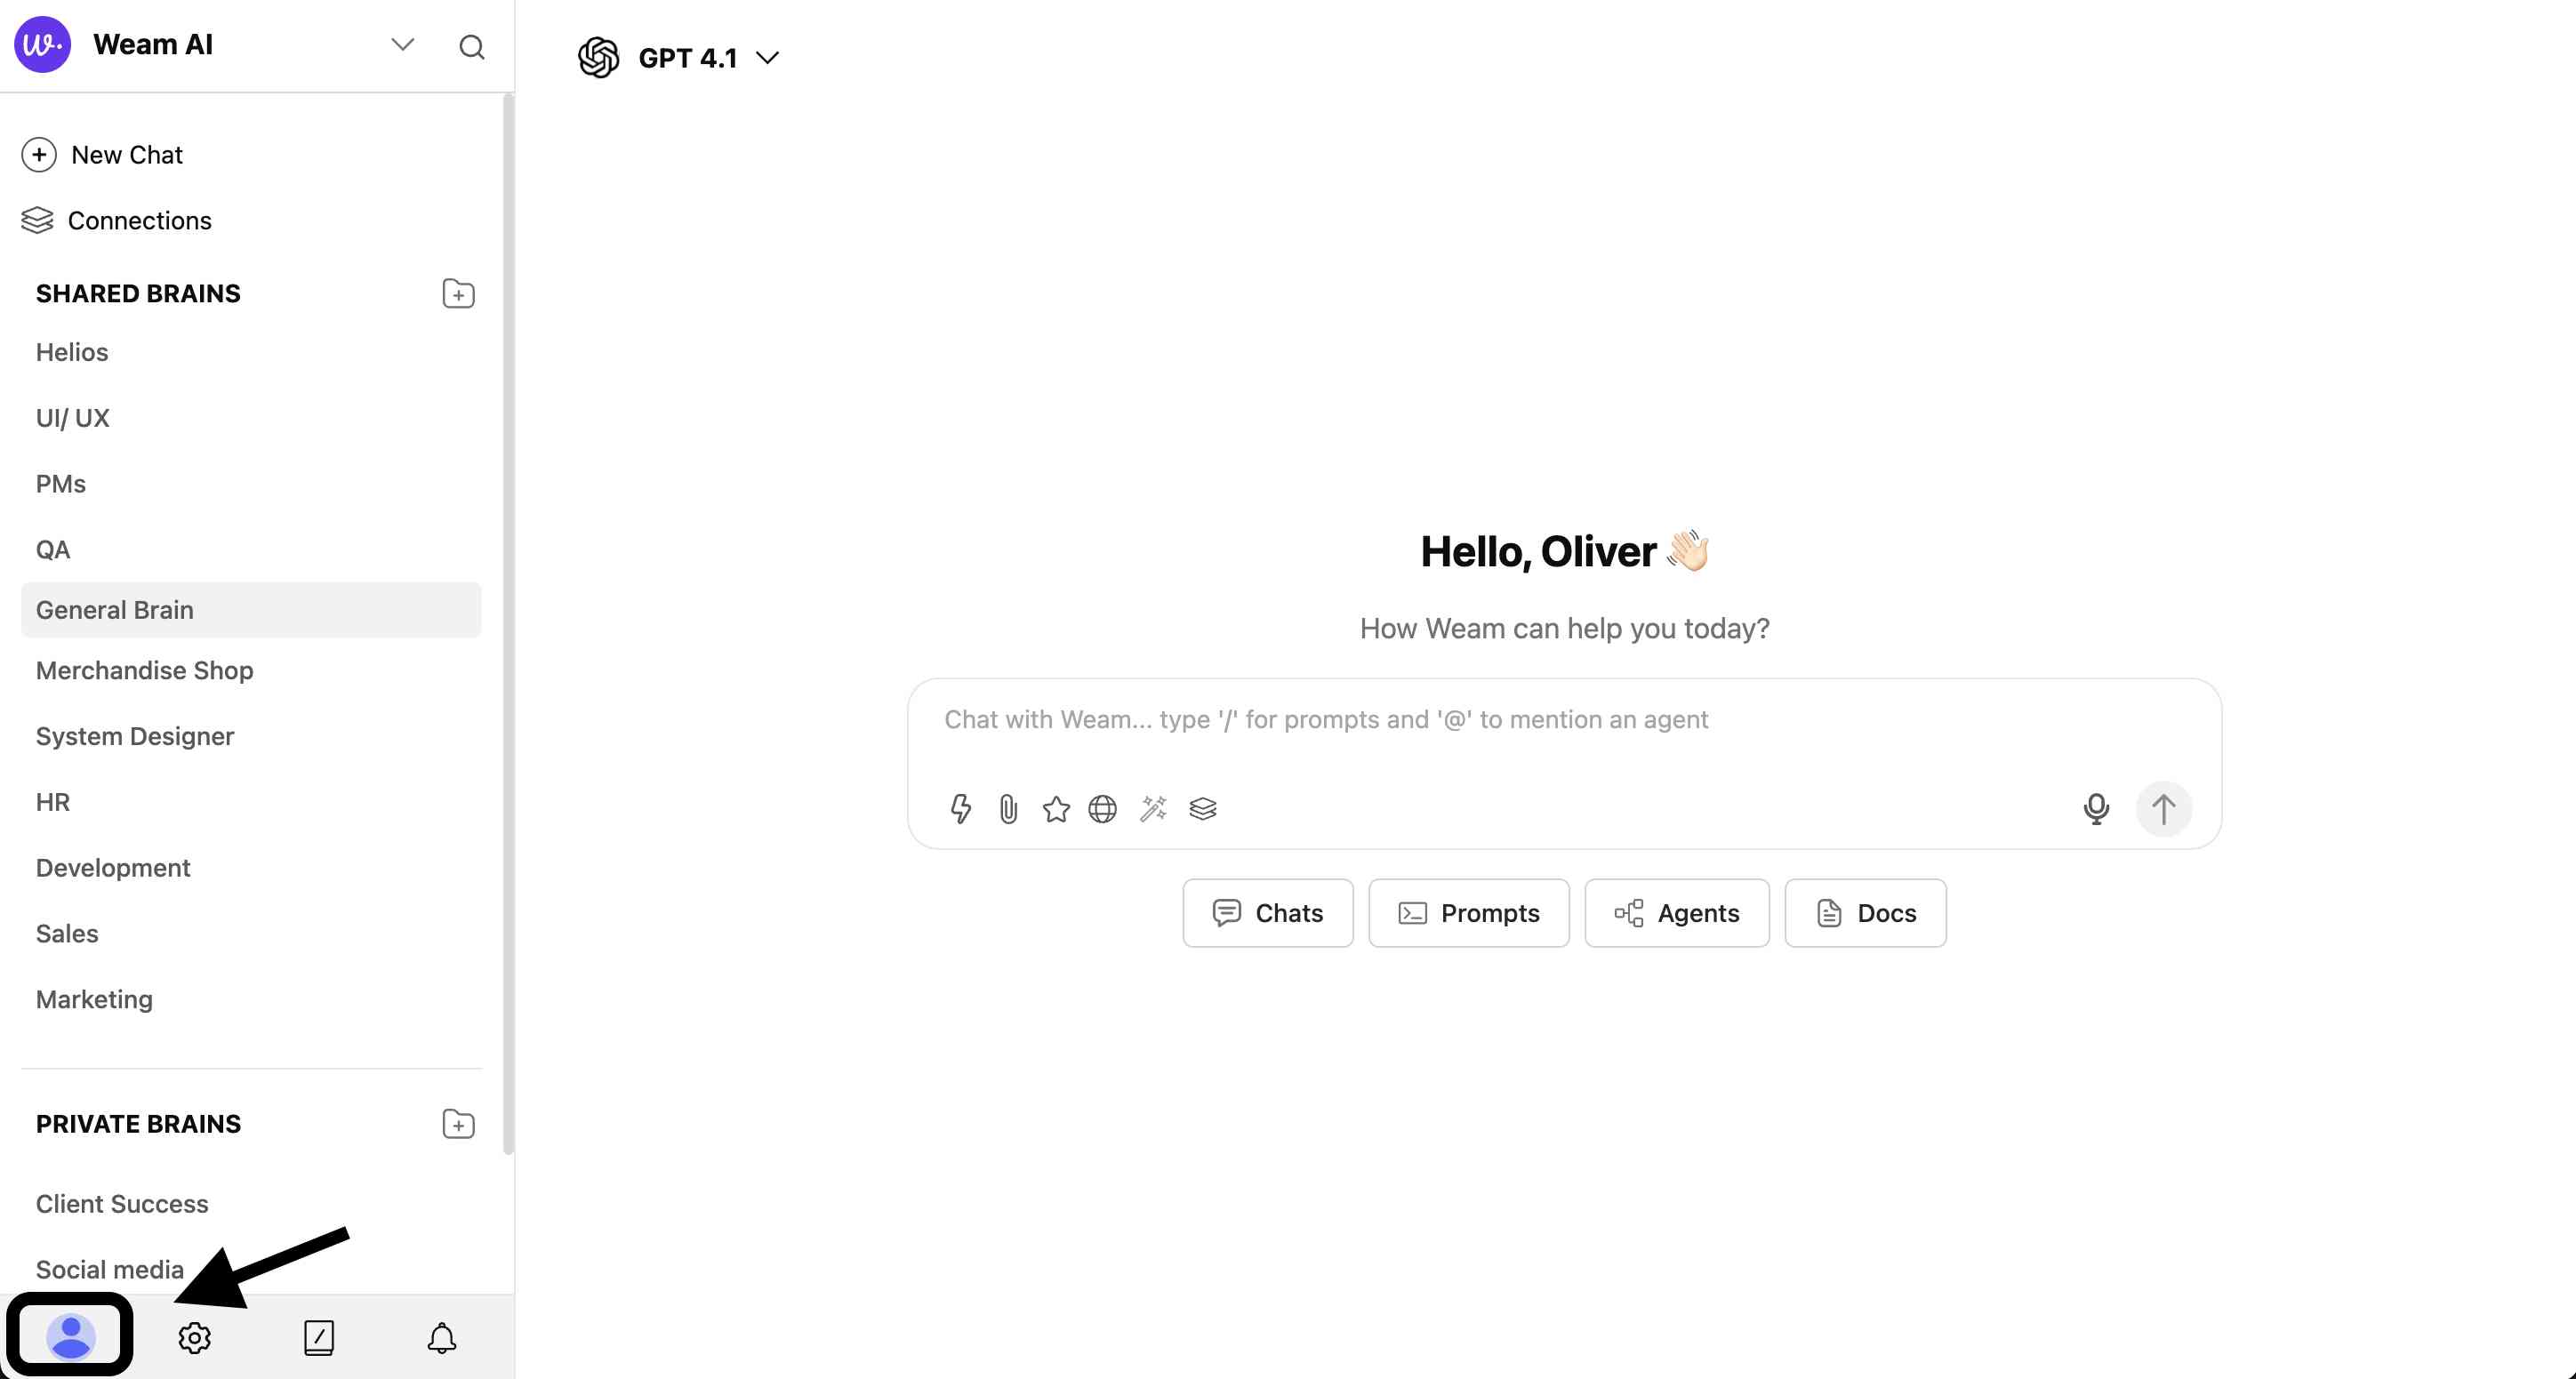 w.
Weam AI
New Chat
Connections
SHARED BRAINS
Helios
UI/ UX
PMs
QA
General Brain
Merchandise Shop
System Designer
HR
Development
Sales
Marketing
PRIVATE BRAINS
Client Success
Social media
GPT 4.1
Hello, Oliver 👋🏻
How Weam can help you today?
Chat with Weam... type '/' for prompts and '@' to mention an agent
Chats
Prompts
Agents
Docs